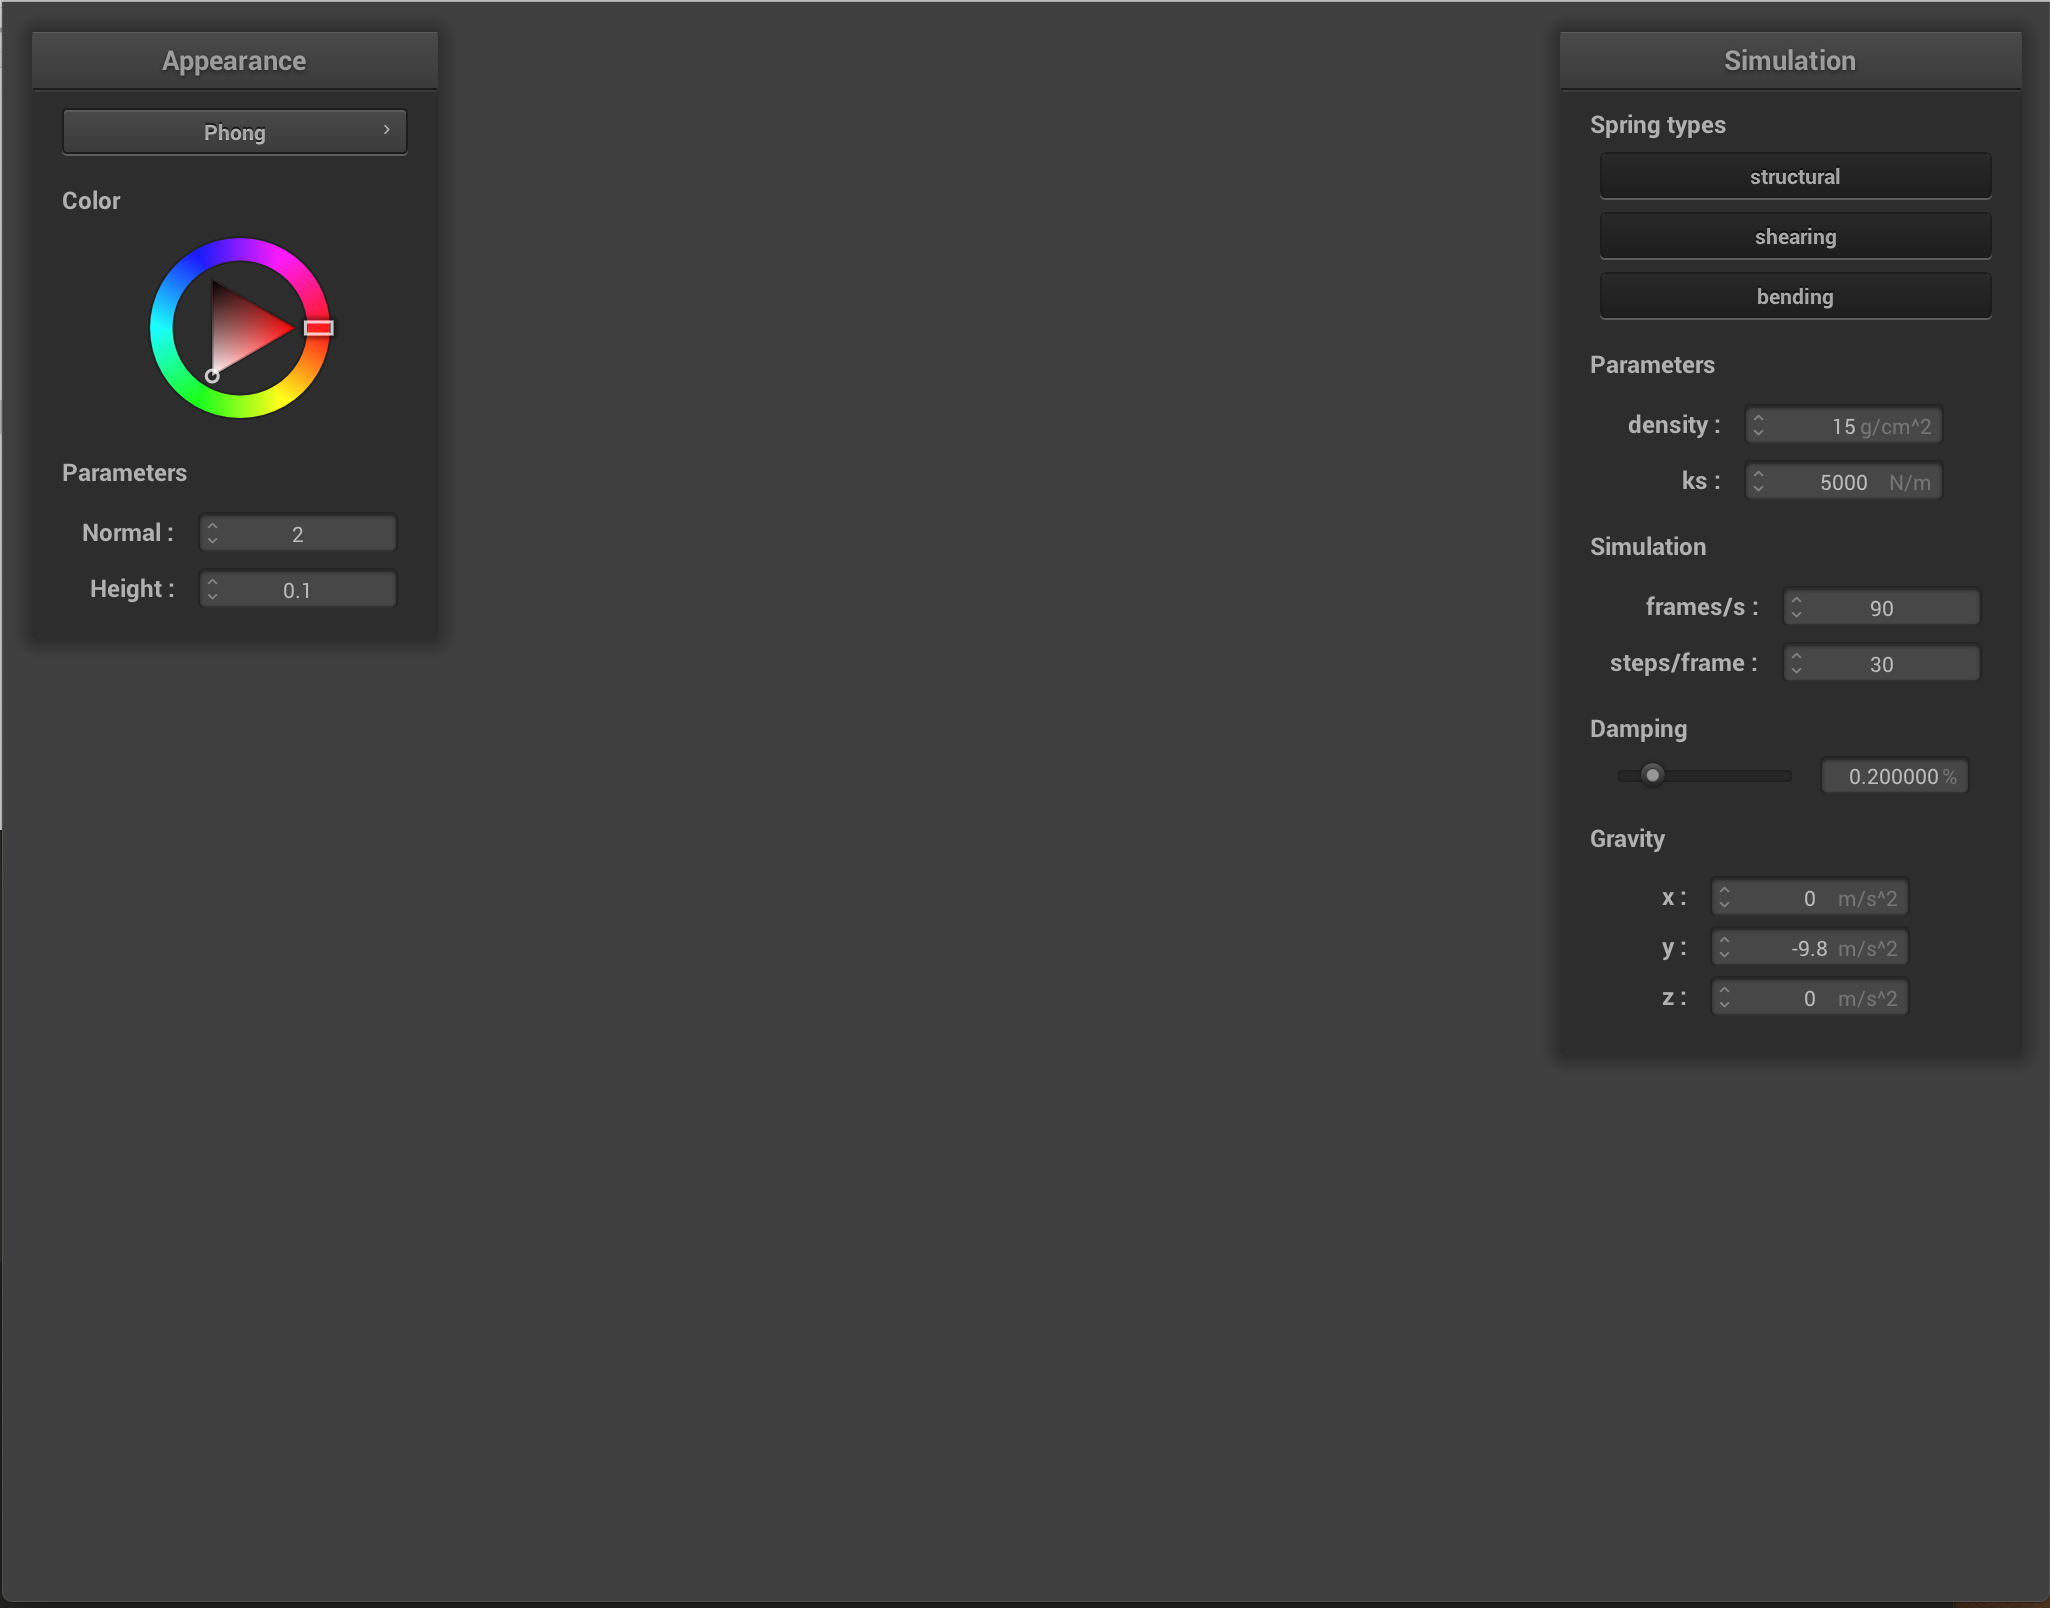 Appearance
Phong
Color
Parameters
Normal : 2
Height : 0.1
Simulation
Spring types
structural
shearing
bending
Parameters
density : 15 g/cm^2
ks : 5000 N/m
Simulation
frames/s : 90
steps/frame : 30
Damping
0.200000 %
Gravity
x : 0 m/s^2
y : -9.8 m/s^2
z : 0 m/s^2